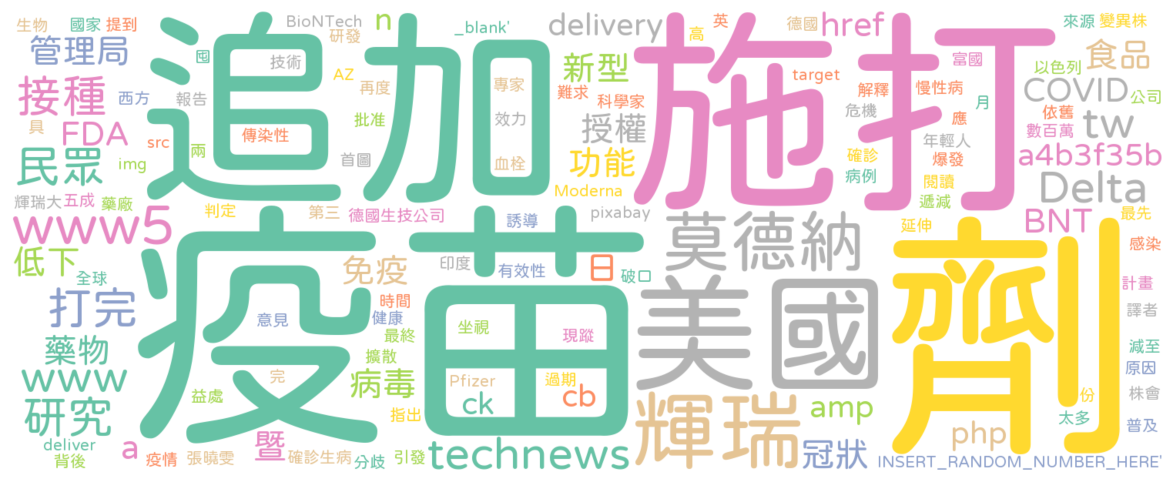 生物 國家 提到 BioNTech n _blank' delivery 高 英 德國 href 來源 變異株
管理局 研發 追加 施打 食品
囤 技術 AZ 再度 專家 新型 難求 target 解釋 慢性病 富國 以色列
接種 西方 報告 科學家 危機 月 COVID 公司
具 FDA src 傳染性 批准 效力 授權 應 依舊 數百萬 tw
民眾 img 兩 首圖 血栓 功能 確診 年輕人 爆發 a4b3f35b
病例 閱讀
輝瑞大 五成 藥廠 Moderna 遞減 Delta
www5 判定 第三 德國生技公司 誘導 pixabay 延伸 BNT 最先
低下 疫苗 莫德納 劑 感染
全球 免疫 印度 有效性 日 破口
打完 時間 美國 計畫
意見 健康 坐視 現蹤 譯者
藥物 最終 減至
www 擴散 原因
益處 完 病毒 Pfizer 過期 份 株會
研究 指出 ck cb 輝瑞 amp 太多 普及
deliver a 暨 php
背後 疫情 張曉雯 確診生病 分歧 引發 technews 冠狀 INSERT_RANDOM_NUMBER_HERE'